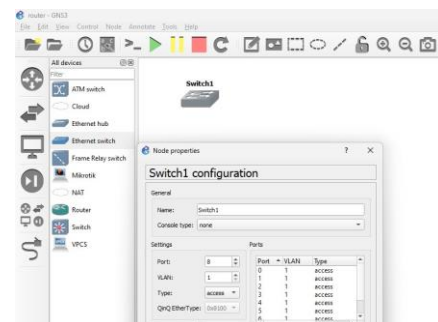 router - GNS3
File Edit View Control Node Annotate Tools Help
All devices
Filter
ATM switch
Cloud
Ethernet hub
Ethernet switch
Frame Relay switch
Mikrotik
NAT
Router
Switch
VPCS
Switch1
Node properties ? ×
Switch1 configuration
General
Name: Switch1
Console type: none
Settings
Port: 8
VLAN: 1
Type: access
QinQ EtherType: 0x8100
Ports
Port VLAN Type
0 1 access
1 1 access
2 1 access
3 1 access
4 1 access
5 1 access
6 1 access